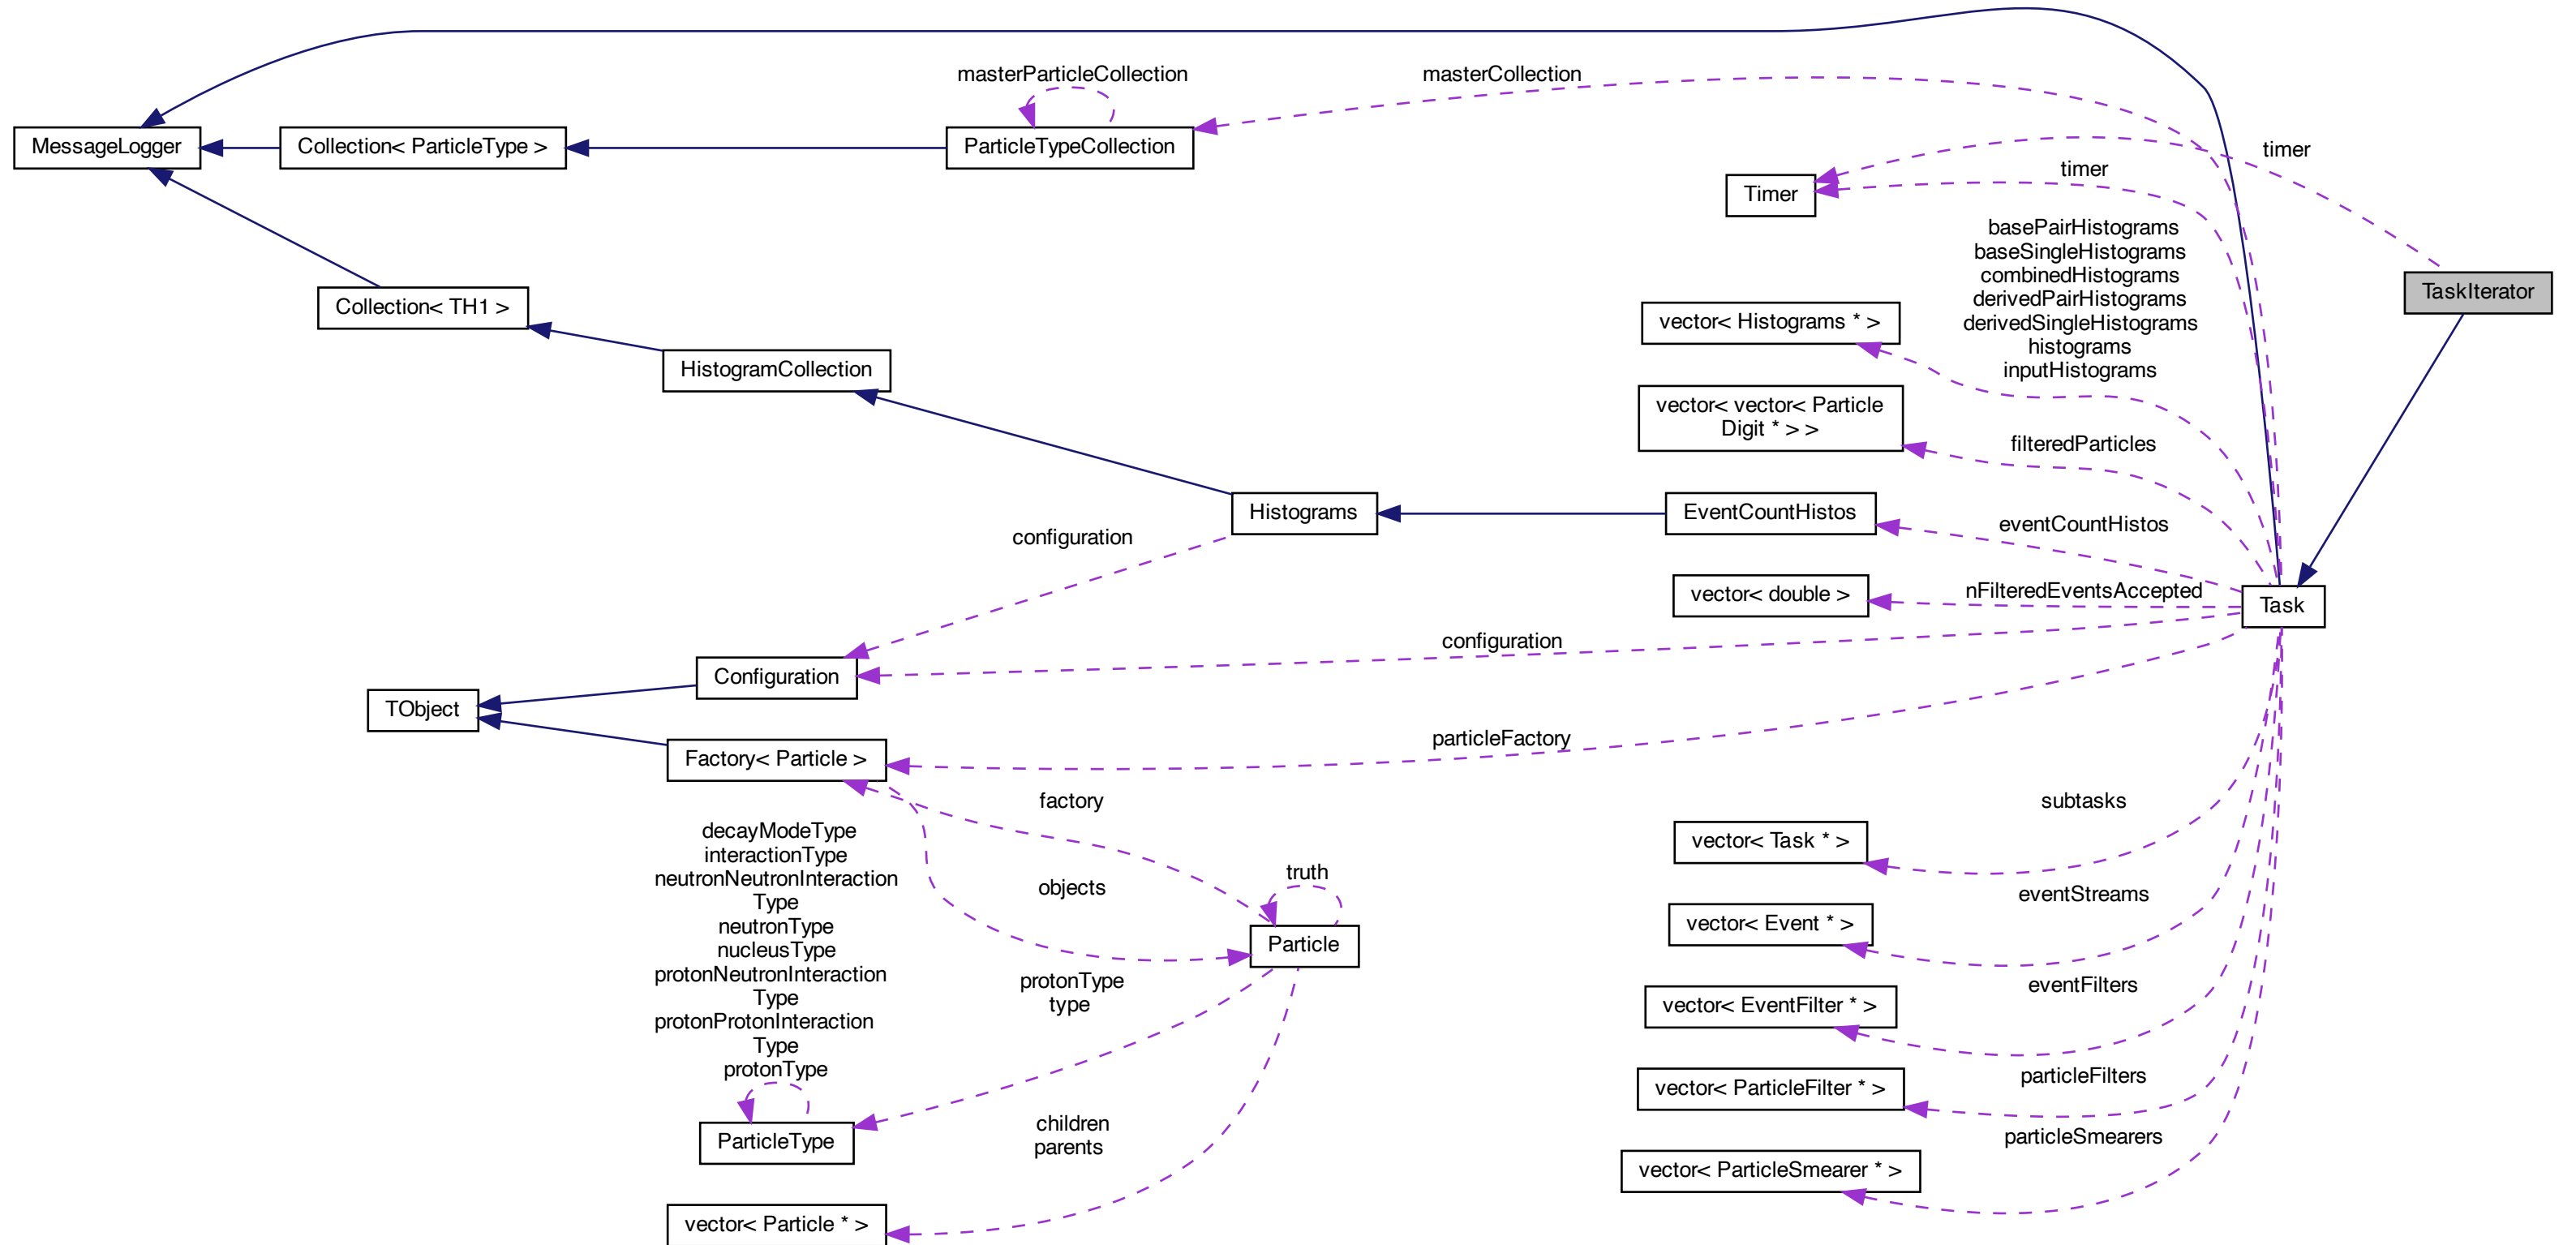 masterParticleCollection
masterCollection
MessageLogger
Collection< ParticleType >
ParticleTypeCollection
timer
timer
Timer
basePairHistograms
baseSingleHistograms
combinedHistograms
derivedPairHistograms
derivedSingleHistograms
histograms
inputHistograms
TaskIterator
Collection< TH1 >
vector< Histograms * >
HistogramCollection
vector< vector< Particle
Digit * > >
filteredParticles
Histograms
EventCountHistos
eventCountHistos
configuration
vector< double >
nFilteredEventsAccepted
Task
configuration
Configuration
TObject
particleFactory
Factory< Particle >
factory
subtasks
decayModeType
interactionType
neutronNeutronInteraction
Type
neutronType
nucleusType
protonNeutronInteraction
Type
protonProtonInteraction
Type
protonType
vector< Task * >
truth
objects
eventStreams
vector< Event * >
Particle
protonType
type
eventFilters
vector< EventFilter * >
particleFilters
vector< ParticleFilter * >
children
parents
particleSmearers
ParticleType
vector< ParticleSmearer * >
vector< Particle * >